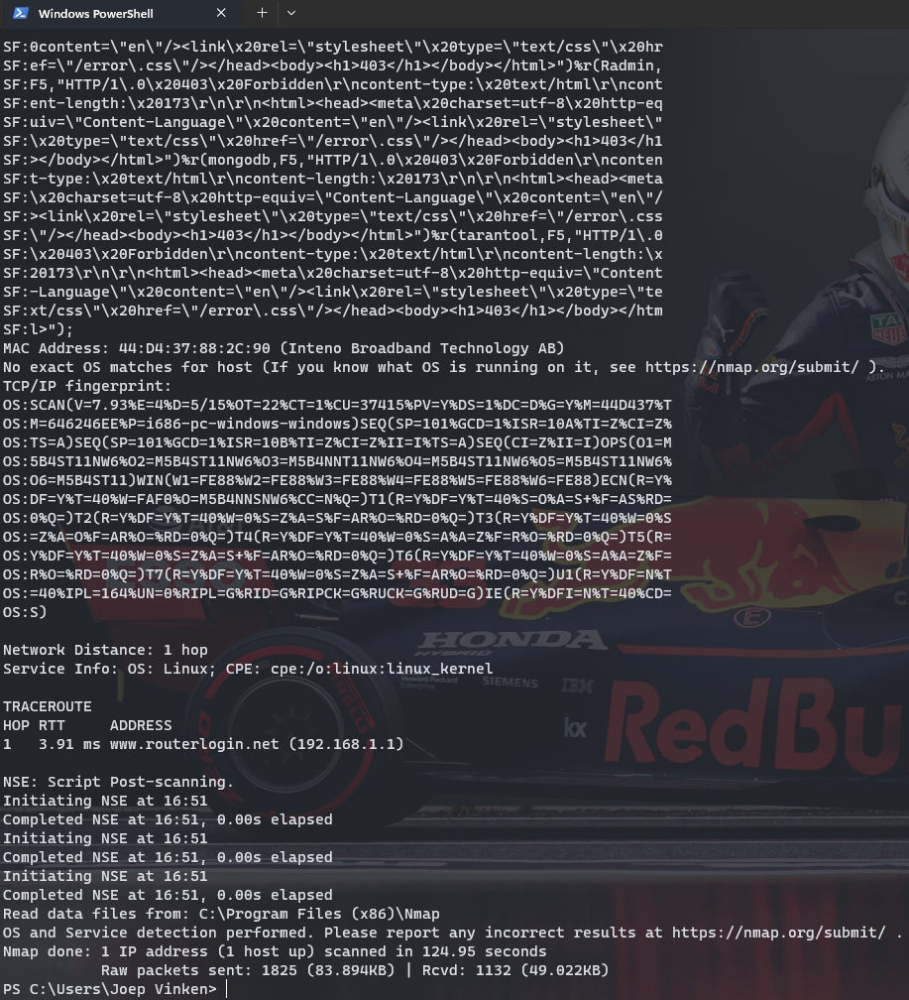 Windows PowerShell
SF:0content=\"en\"/><link\x20rel=\"stylesheet\"\x20type=\"text/css\"\x20hr
SF:ef=\"/error\.css\"/></head><body><h1>403</h1></body></html>")%r(Radmin,
SF:F5,"HTTP/1\.0\x20403\x20Forbidden\r\ncontent-type:\x20text/html\r\ncont
SF:ent-length:\x20173\r\n\r\n<html><head><meta\x20charset=utf-8\x20http-eq
SF:uiv=\"Content-Language\"\x20content=\"en\"/><link\x20rel=\"stylesheet\"
SF:\x20type=\"text/css\"\x20href=\"/error\.css\"/></head><body><h1>403</h1
SF:></body></html>")%r(mongodb,F5,"HTTP/1\.0\x20403\x20Forbidden\r\nconten
SF:t-type:\x20text/html\r\ncontent-length:\x20173\r\n\r\n<html><head><meta
SF:\x20charset=utf-8\x20http-equiv=\"Content-Language\"\x20content=\"en\"/
SF:><link\x20rel=\"stylesheet\"\x20type=\"text/css\"\x20href=\"/error\.css
SF:\"/></head><body><h1>403</h1></body></html>")%r(tarantool,F5,"HTTP/1\.0
SF:\x20403\x20Forbidden\r\ncontent-type:\x20text/html\r\ncontent-length:\x
SF:20173\r\n\r\n<html><head><meta\x20charset=utf-8\x20http-equiv=\"Content
SF:-Language\"\x20content=\"en\"/><link\x20rel=\"stylesheet\"\x20type=\"te
SF:xt/css\"\x20href=\"/error\.css\"/></head><body><h1>403</h1></body></htm
SF:l>");
MAC Address: 44:D4:37:88:2C:90 (Inteno Broadband Technology AB)
No exact OS matches for host (If you know what OS is running on it, see https://nmap.org/submit/ ).
TCP/IP fingerprint:
OS:SCAN(V=7.93%E=4%D=5/15%OT=22%CT=1%CU=37415%PV=Y%DS=1%DC=D%G=Y%M=44D437%T
OS:M=646246EE%P=i686-pc-windows-windows)SEQ(SP=101%GCD=1%ISR=10A%TI=Z%CI=Z%
OS:TS=A)SEQ(SP=101%GCD=1%ISR=10B%TI=Z%CI=Z%II=I%TS=A)SEQ(CI=Z%II=I)OPS(O1=M
OS:5B4ST11NW6%O2=M5B4ST11NW6%O3=M5B4NNT11NW6%O4=M5B4ST11NW6%O5=M5B4ST11NW6%
OS:O6=M5B4ST11)WIN(W1=FE88%W2=FE88%W3=FE88%W4=FE88%W5=FE88%W6=FE88)ECN(R=Y%
OS:DF=Y%T=40%W=FAF0%O=M5B4NNSNW6%CC=N%Q=)T1(R=Y%DF=Y%T=40%S=O%A=S+%F=AS%RD=
OS:0%Q=)T2(R=Y%DF=Y%T=40%W=0%S=Z%A=S%F=AR%O=%RD=0%Q=)T3(R=Y%DF=Y%T=40%W=0%S
OS:=Z%A=O%F=AR%O=%RD=0%Q=)T4(R=Y%DF=Y%T=40%W=0%S=A%A=Z%F=R%O=%RD=0%Q=)T5(R=
OS:Y%DF=Y%T=40%W=0%S=Z%A=S+%F=AR%O=%RD=0%Q=)T6(R=Y%DF=Y%T=40%W=0%S=A%A=Z%F=
OS:R%O=%RD=0%Q=)T7(R=Y%DF=Y%T=40%W=0%S=Z%A=S+%F=AR%O=%RD=0%Q=)U1(R=Y%DF=N%T
OS:=40%IPL=164%UN=0%RIPL=G%RID=G%RIPCK=G%RUCK=G%RUD=G)IE(R=Y%DFI=N%T=40%CD=
OS:S)
Network Distance: 1 hop
Service Info: OS: Linux; CPE: cpe:/o:linux:linux_kernel
TRACEROUTE
HOP RTT ADDRESS
1 3.91 ms www.routerlogin.net (192.168.1.1)
NSE: Script Post-scanning.
Initiating NSE at 16:51
Completed NSE at 16:51, 0.00s elapsed
Initiating NSE at 16:51
Completed NSE at 16:51, 0.00s elapsed
Initiating NSE at 16:51
Completed NSE at 16:51, 0.00s elapsed
Read data files from: C:\Program Files (x86)\Nmap
OS and Service detection performed. Please report any incorrect results at https://nmap.org/submit/ .
Nmap done: 1 IP address (1 host up) scanned in 124.95 seconds
Raw packets sent: 1825 (83.894KB) | Rcvd: 1132 (49.022KB)
PS C:\Users\Joep Vinken>
TAG
HEUER
ASTON MA
HONDA
HYBRID
Hewlett Packard
Enterprise
SIEMENS
IBM
kx
RedBu
E